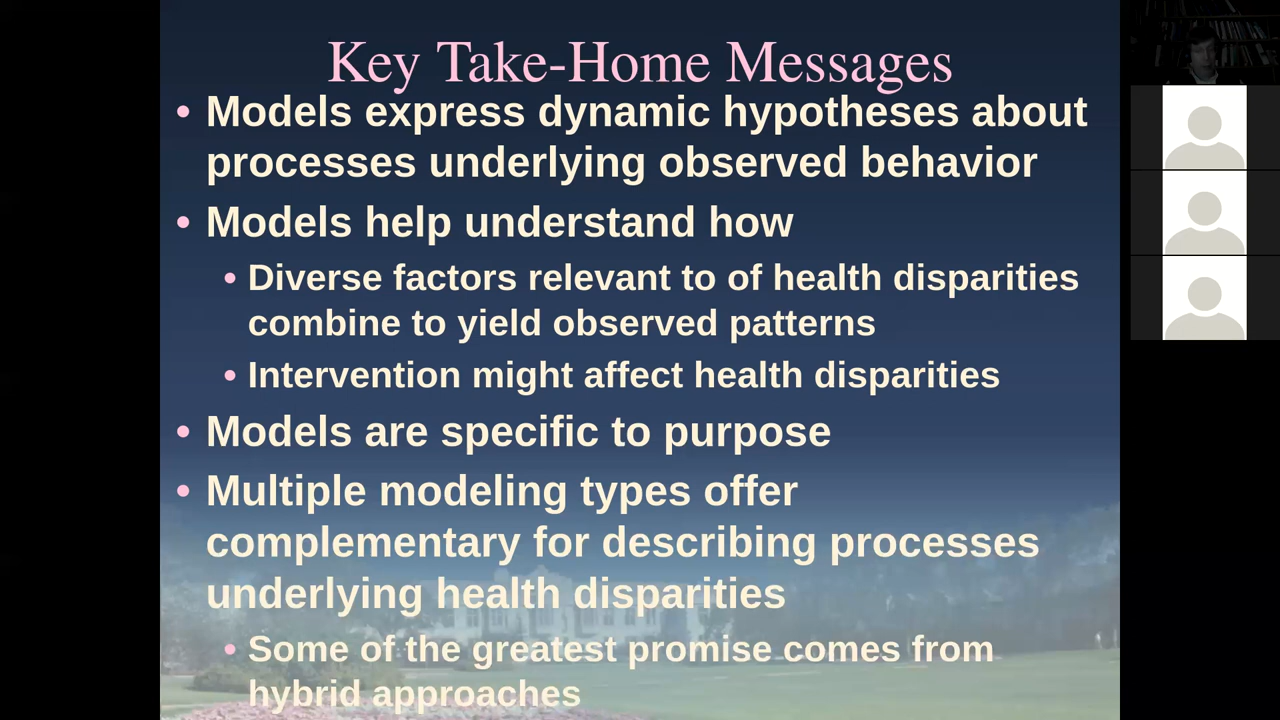 Key Take-Home Messages
• Models express dynamic hypotheses about
processes underlying observed behavior
• Models help understand how
• Diverse factors relevant to of health disparities
combine to yield observed patterns
• Intervention might affect health disparities
• Models are specific to purpose
• Multiple modeling types offer
complementary for describing processes
underlying health disparities
• Some of the greatest promise comes from
hybrid approaches